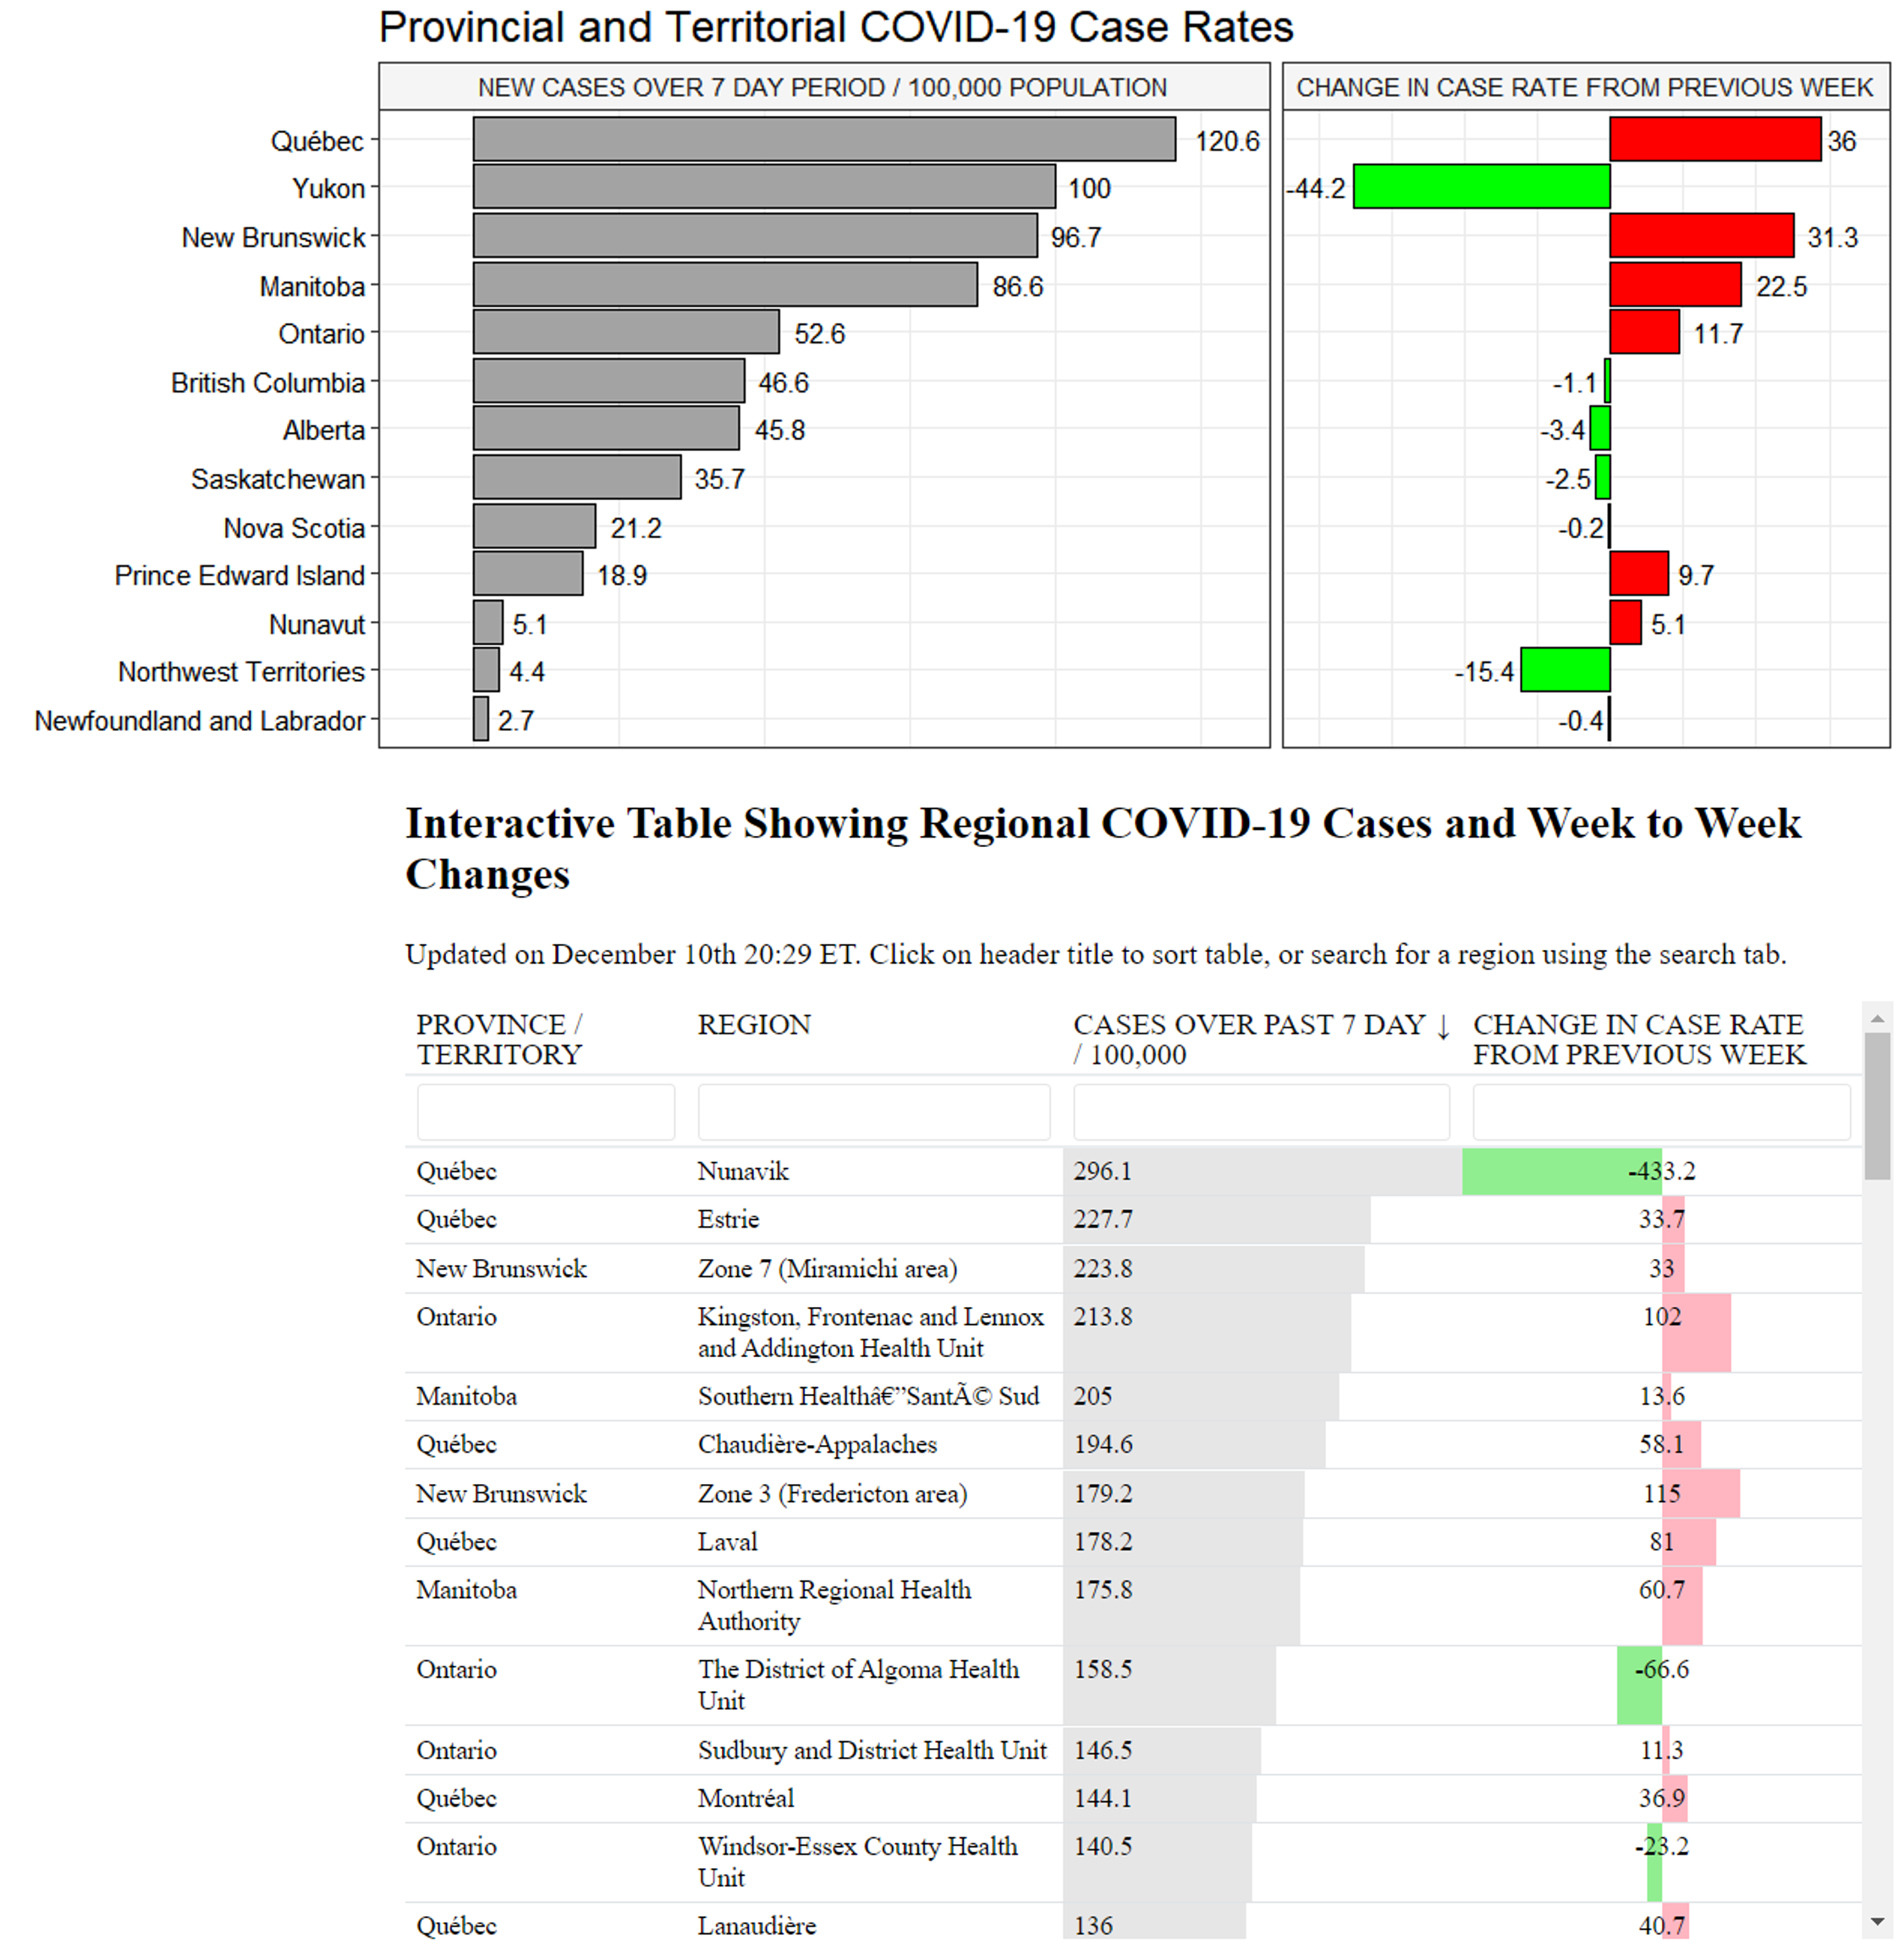 Provincial and Territorial COVID-19 Case Rates
NEW CASES OVER 7 DAY PERIOD / 100,000 POPULATION
CHANGE IN CASE RATE FROM PREVIOUS WEEK
Québec 120.6 36
Yukon 100 -44.2
New Brunswick 96.7 31.3
Manitoba 86.6 22.5
Ontario 52.6 11.7
British Columbia 46.6 -1.1
Alberta 45.8 -3.4
Saskatchewan 35.7 -2.5
Nova Scotia 21.2 -0.2
Prince Edward Island 18.9 9.7
Nunavut 5.1 5.1
Northwest Territories 4.4 -15.4
Newfoundland and Labrador 2.7 -0.4
Interactive Table Showing Regional COVID-19 Cases and Week to Week
Changes
Updated on December 10th 20:29 ET. Click on header title to sort table, or search for a region using the search tab.
PROVINCE / REGION CASES OVER PAST 7 DAY ↓ CHANGE IN CASE RATE
TERRITORY / 100,000 FROM PREVIOUS WEEK
Québec Nunavik 296.1 -433.2
Québec Estrie 227.7 33.7
New Brunswick Zone 7 (Miramichi area) 223.8 33
Ontario Kingston, Frontenac and Lennox 213.8 102
and Addington Health Unit
Manitoba Southern Healthâ€”SantÃ© Sud 205 13.6
Québec Chaudière-Appalaches 194.6 58.1
New Brunswick Zone 3 (Fredericton area) 179.2 115
Québec Laval 178.2 81
Manitoba Northern Regional Health 175.8 60.7
Authority
Ontario The District of Algoma Health 158.5 -66.6
Unit
Ontario Sudbury and District Health Unit 146.5 11.3
Québec Montréal 144.1 36.9
Ontario Windsor-Essex County Health 140.5 -23.2
Unit
Québec Lanaudière 136 40.7